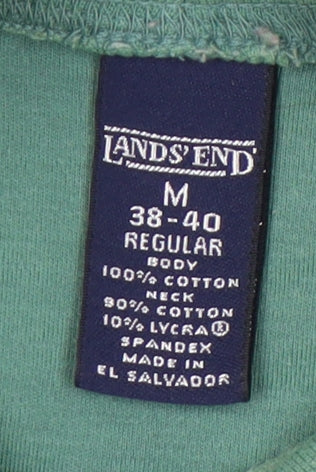 LANDS' END
M
38-40
REGULAR
BODY
100% COTTON
NECK
90% COTTON
10% LYCRA®
SPANDEX
MADE IN
EL SALVADOR